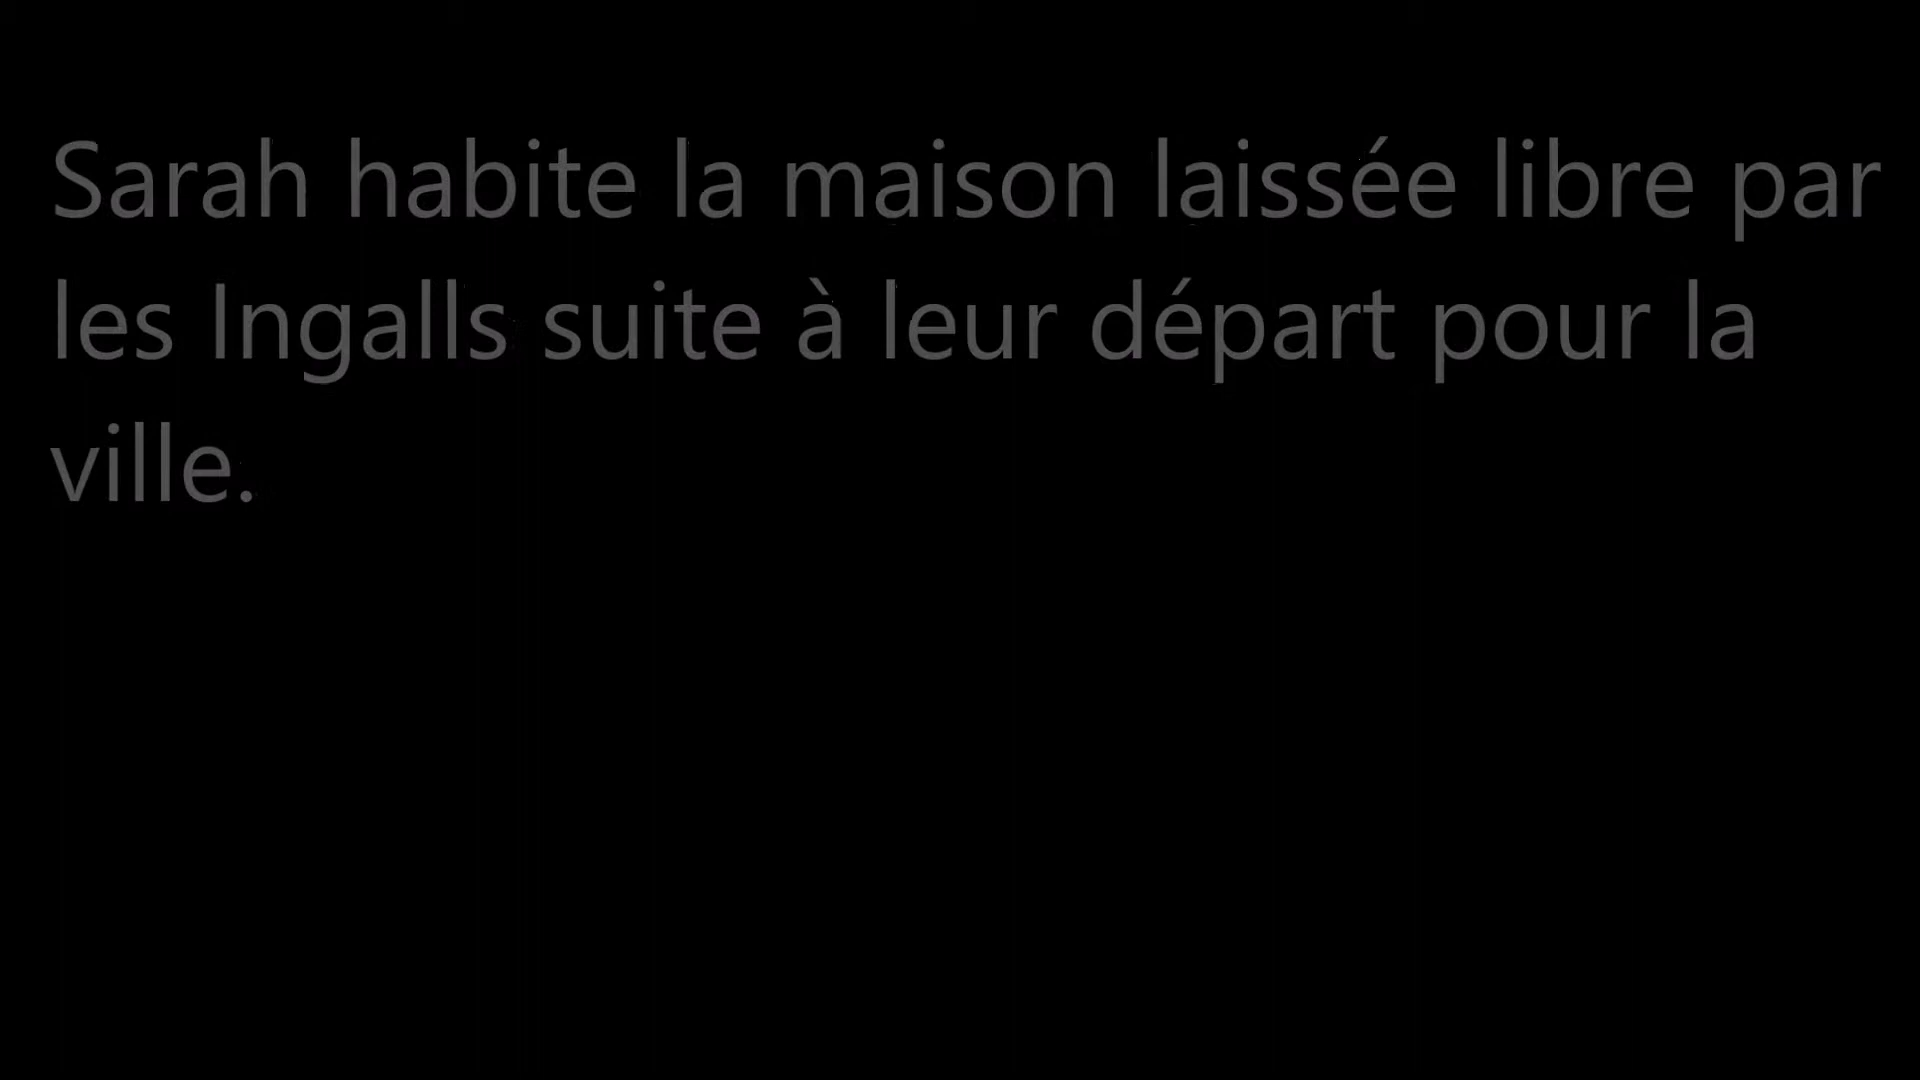 Sarah habite la maison laissée libre par
les Ingalls suite à leur départ pour la
ville.